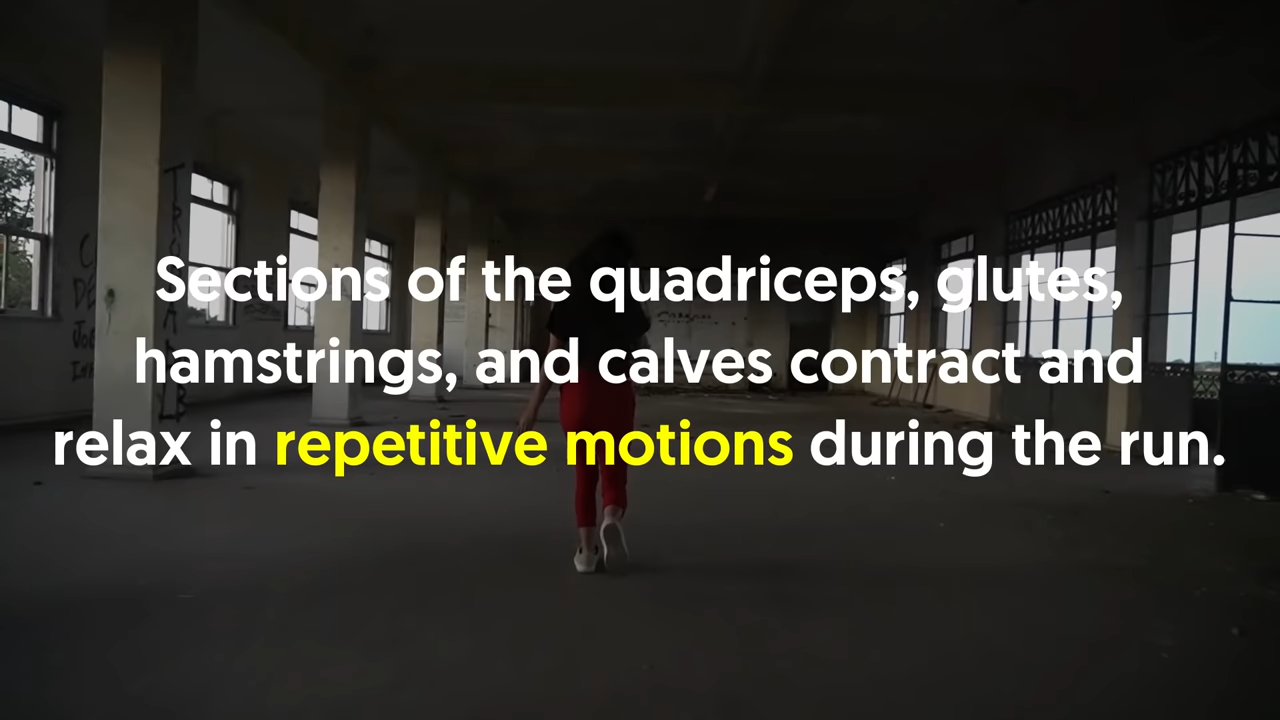 Sections of the quadriceps, glutes,
hamstrings, and calves contract and
relax in repetitive motions during the run.